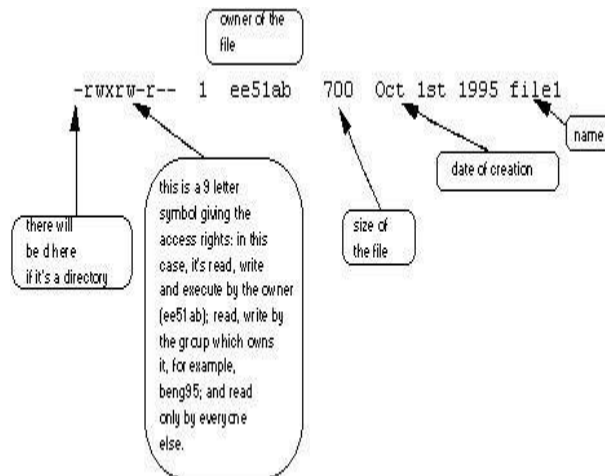 owner of the
file
-rwxrw-r-- 1 ee51ab 700 Oct 1st 1995 file1
name
date of creation
there will
be d here
if it's a directory
this is a 9 letter
symbol giving the
access rights: in this
case, it's read, write
and execute by the owner
(ee51ab); read, write by
the group which owns
it, for example,
beng95; and read
only by everyone
else.
size of
the file